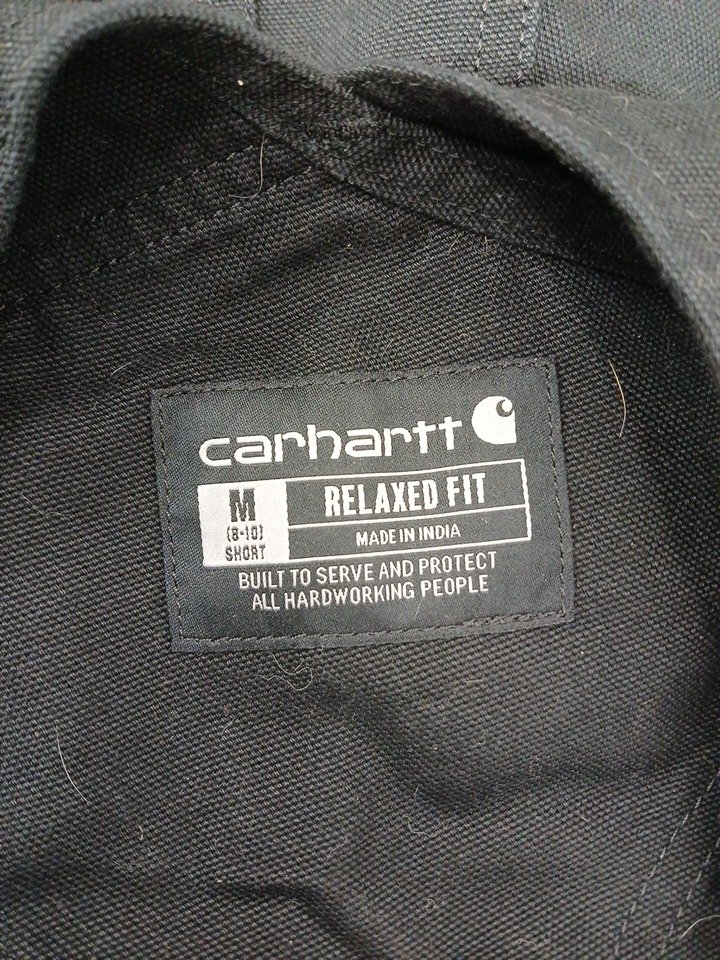 carhartt
M
(8-10)
SHORT
RELAXED FIT
MADE IN INDIA
BUILT TO SERVE AND PROTECT
ALL HARDWORKING PEOPLE